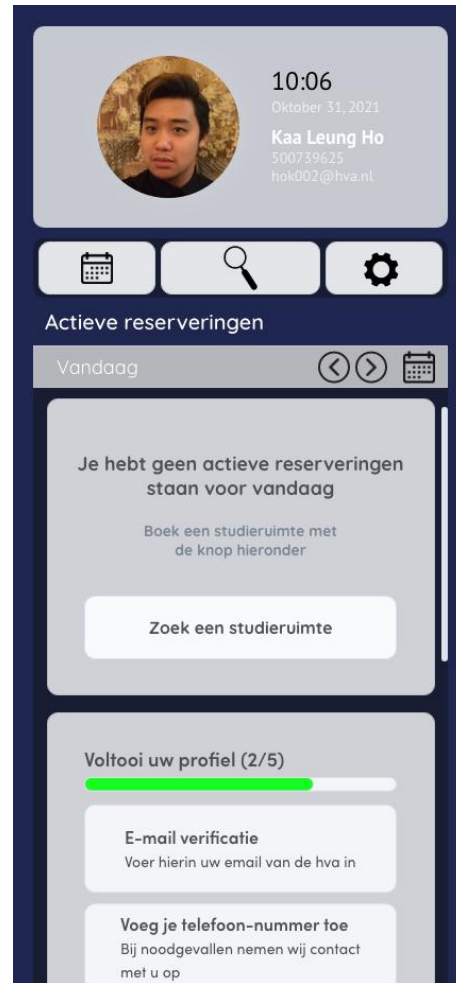 10:06
Oktober 31, 2021
Kaa Leung Ho
500739625
hok002@hva.nl
Actieve reserveringen
Vandaag
Je hebt geen actieve reserveringen
staan voor vandaag
Boek een studieruimte met
de knop hieronder
Zoek een studieruimte
Voltooi uw profiel (2/5)
E-mail verificatie
Voer hierin uw email van de hva in
Voeg je telefoon-nummer toe
Bij noodgevallen nemen wij contact
met u op